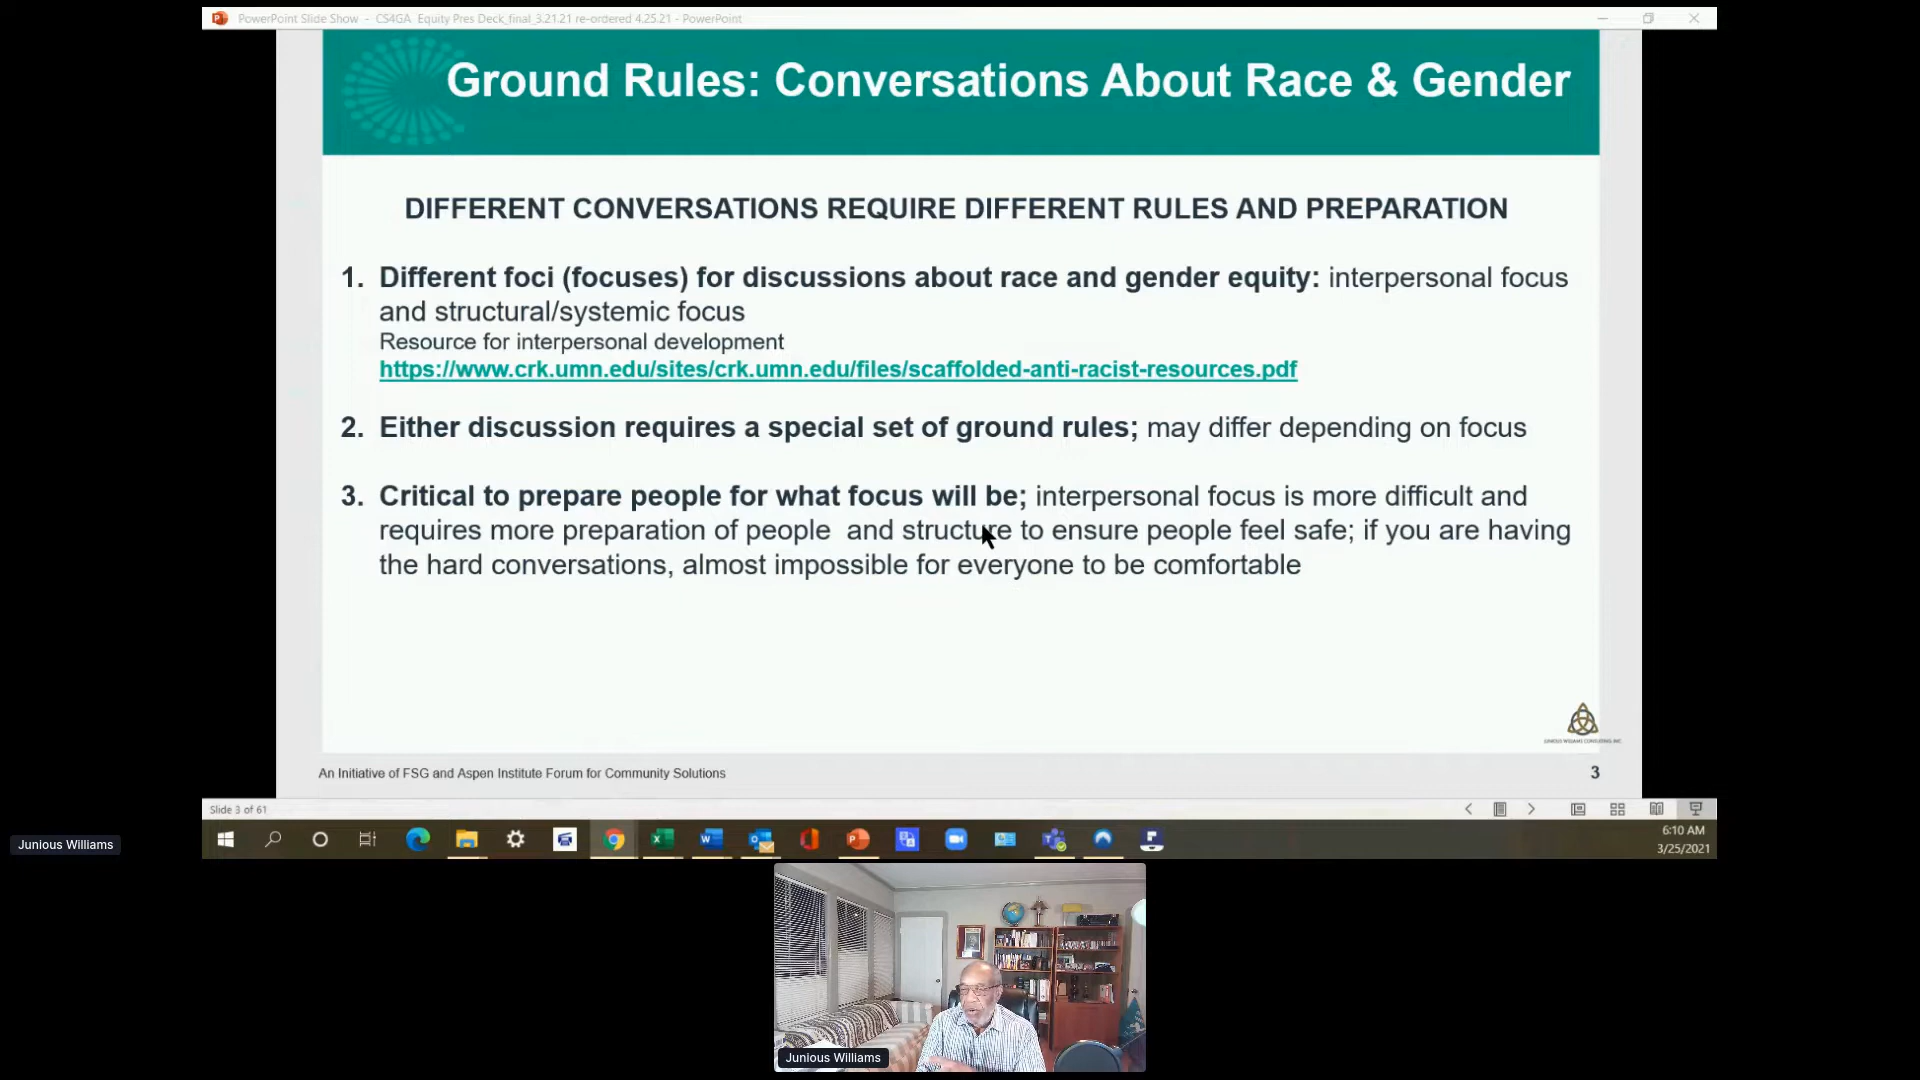 PowerPoint Slide Show - CS4GA Equity Pres Deck_final_3.21.21 re-ordered 4.25.21 - PowerPoint
Ground Rules: Conversations About Race & Gender
DIFFERENT CONVERSATIONS REQUIRE DIFFERENT RULES AND PREPARATION
1. Different foci (focuses) for discussions about race and gender equity: interpersonal focus
and structural/systemic focus
Resource for interpersonal development
https://www.crk.umn.edu/sites/crk.umn.edu/files/scaffolded-anti-racist-resources.pdf
2. Either discussion requires a special set of ground rules; may differ depending on focus
3. Critical to prepare people for what focus will be; interpersonal focus is more difficult and
requires more preparation of people and structure to ensure people feel safe; if you are having
the hard conversations, almost impossible for everyone to be comfortable
JUNIOUS WILLIAMS CONSULTING, INC.
An Initiative of FSG and Aspen Institute Forum for Community Solutions
3
Slide 3 of 61
6:10 AM
3/25/2021
Junious Williams
Junious Williams